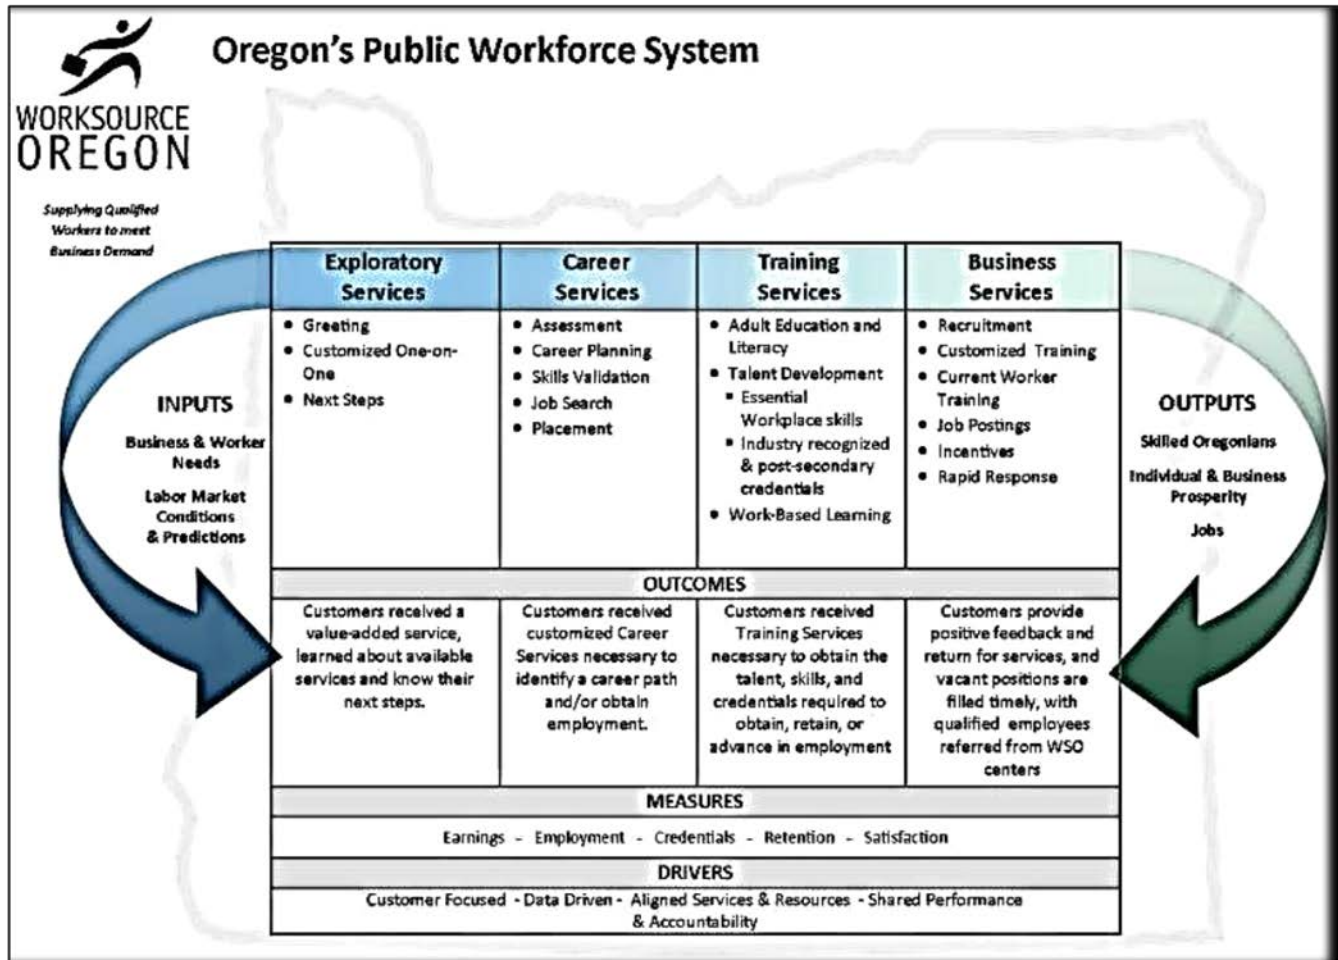 Oregon's Public Workforce System
WORKSOURCE
OREGON
Supplying Qualified
Workers to meet
Business Demand
INPUTS
Business & Worker
Needs
Labor Market
Conditions
& Predictions
Exploratory
Services
• Greeting
• Customized One-on-
One
• Next Steps
Career
Services
• Assessment
• Career Planning
• Skills Validation
• Job Search
• Placement
Training
Services
• Adult Education and
Literacy
• Talent Development
▪ Essential
Workplace skills
▪ Industry recognized
& post-secondary
credentials
• Work-Based Learning
Business
Services
• Recruitment
• Customized Training
• Current Worker
Training
• Job Postings
• Incentives
• Rapid Response
OUTPUTS
Skilled Oregonians
Individual & Business
Prosperity
Jobs
OUTCOMES
Customers received a
value-added service,
learned about available
services and know their
next steps.
Customers received
customized Career
Services necessary to
identify a career path
and/or obtain
employment.
Customers received
Training Services
necessary to obtain the
talent, skills, and
credentials required to
obtain, retain, or
advance in employment
Customers provide
positive feedback and
return for services, and
vacant positions are
filled timely, with
qualified employees
referred from WSO
centers
MEASURES
Earnings - Employment - Credentials - Retention - Satisfaction
DRIVERS
Customer Focused - Data Driven - Aligned Services & Resources - Shared Performance
& Accountability